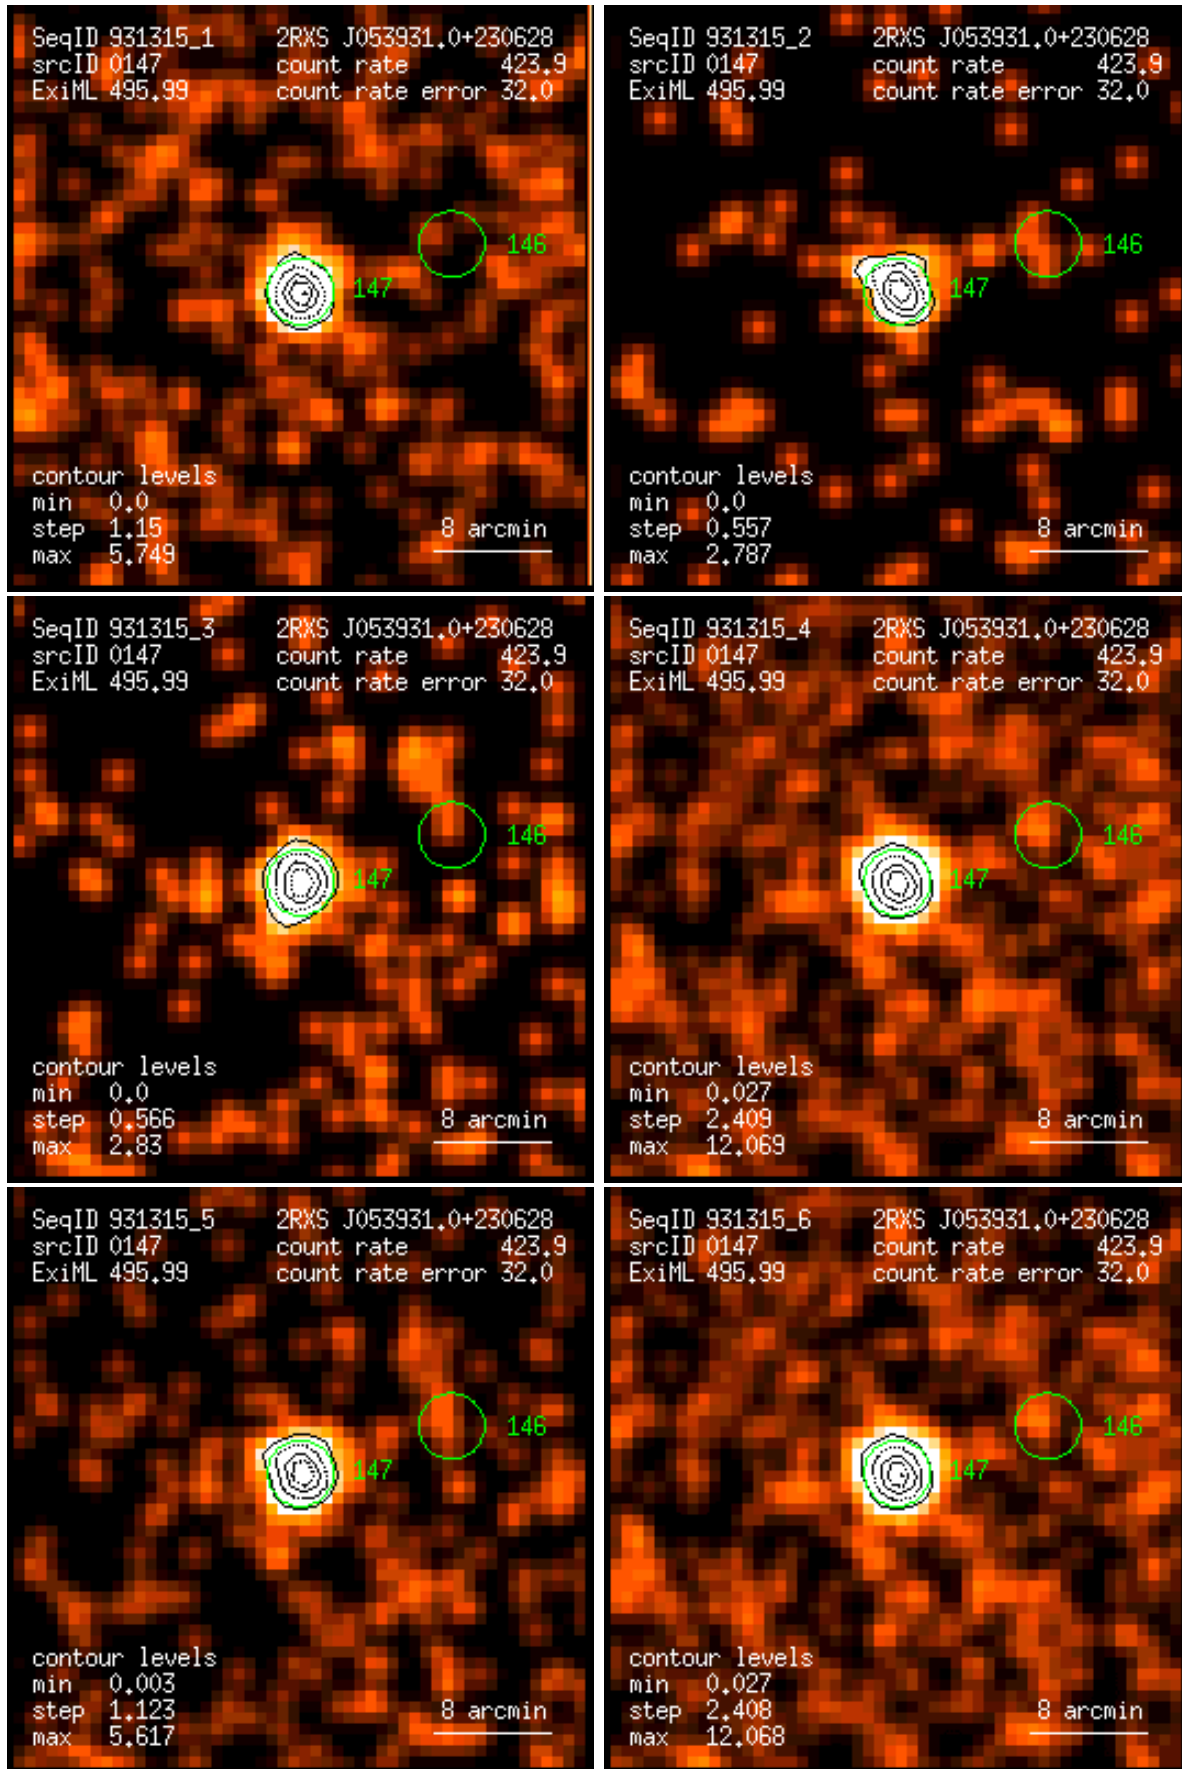 SeqID 931315_1 2RXS J053931.0+230628
srcID 0147 count rate 423.9
ExiML 495.99 count rate error 32.0
146
147
contour levels
min 0.0
step 1.15 8 arcmin
max 5.749
SeqID 931315_2 2RXS J053931.0+230628
srcID 0147 count rate 423.9
ExiML 495.99 count rate error 32.0
146
147
contour levels
min 0.0
step 0.557 8 arcmin
max 2.787
SeqID 931315_3 2RXS J053931.0+230628
srcID 0147 count rate 423.9
ExiML 495.99 count rate error 32.0
146
147
contour levels
min 0.0
step 0.566 8 arcmin
max 2.83
SeqID 931315_4 2RXS J053931.0+230628
srcID 0147 count rate 423.9
ExiML 495.99 count rate error 32.0
146
147
contour levels
min 0.027
step 2.409 8 arcmin
max 12.069
SeqID 931315_5 2RXS J053931.0+230628
srcID 0147 count rate 423.9
ExiML 495.99 count rate error 32.0
146
147
contour levels
min 0.003
step 1.123 8 arcmin
max 5.617
SeqID 931315_6 2RXS J053931.0+230628
srcID 0147 count rate 423.9
ExiML 495.99 count rate error 32.0
146
147
contour levels
min 0.027
step 2.408 8 arcmin
max 12.068